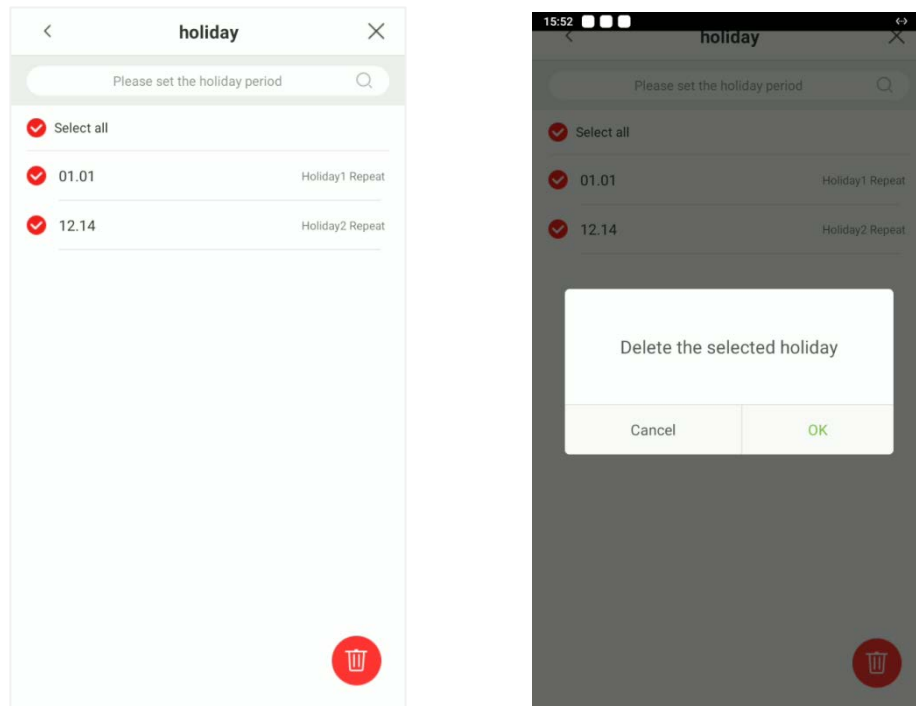 holiday
Please set the holiday period
Select all
01.01 Holiday1 Repeat
12.14 Holiday2 Repeat
15:52
holiday
Please set the holiday period
Select all
01.01 Holiday1 Repeat
12.14 Holiday2 Repeat
Delete the selected holiday
Cancel OK